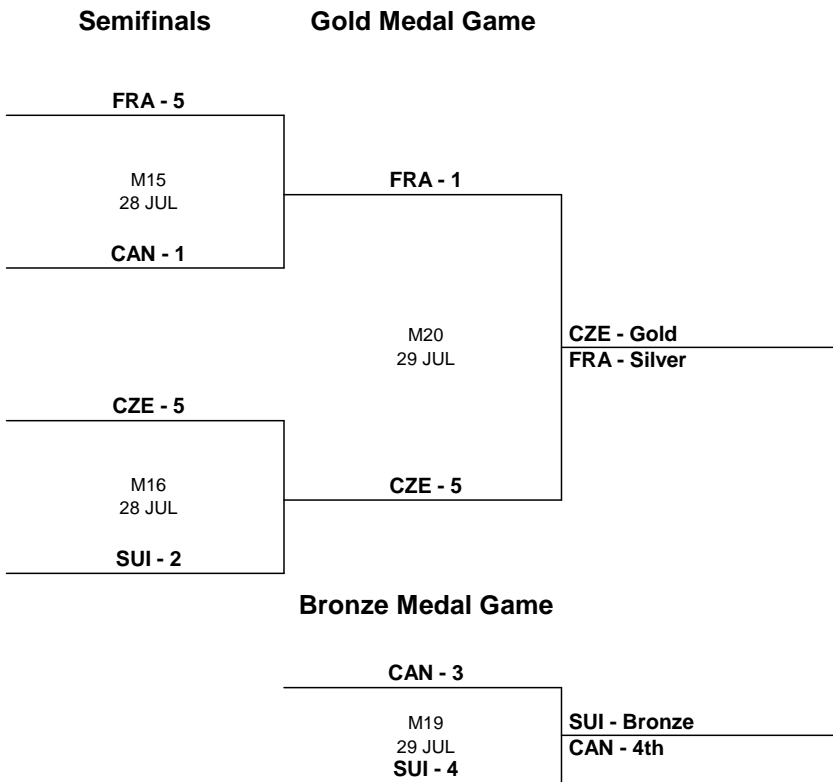 Semifinals Gold Medal Game
FRA - 5
M15
28 JUL
FRA - 1
CAN - 1
M20
29 JUL
CZE - Gold
FRA - Silver
CZE - 5
M16
28 JUL
CZE - 5
SUI - 2
Bronze Medal Game
CAN - 3
M19
29 JUL
SUI - Bronze
CAN - 4th
SUI - 4